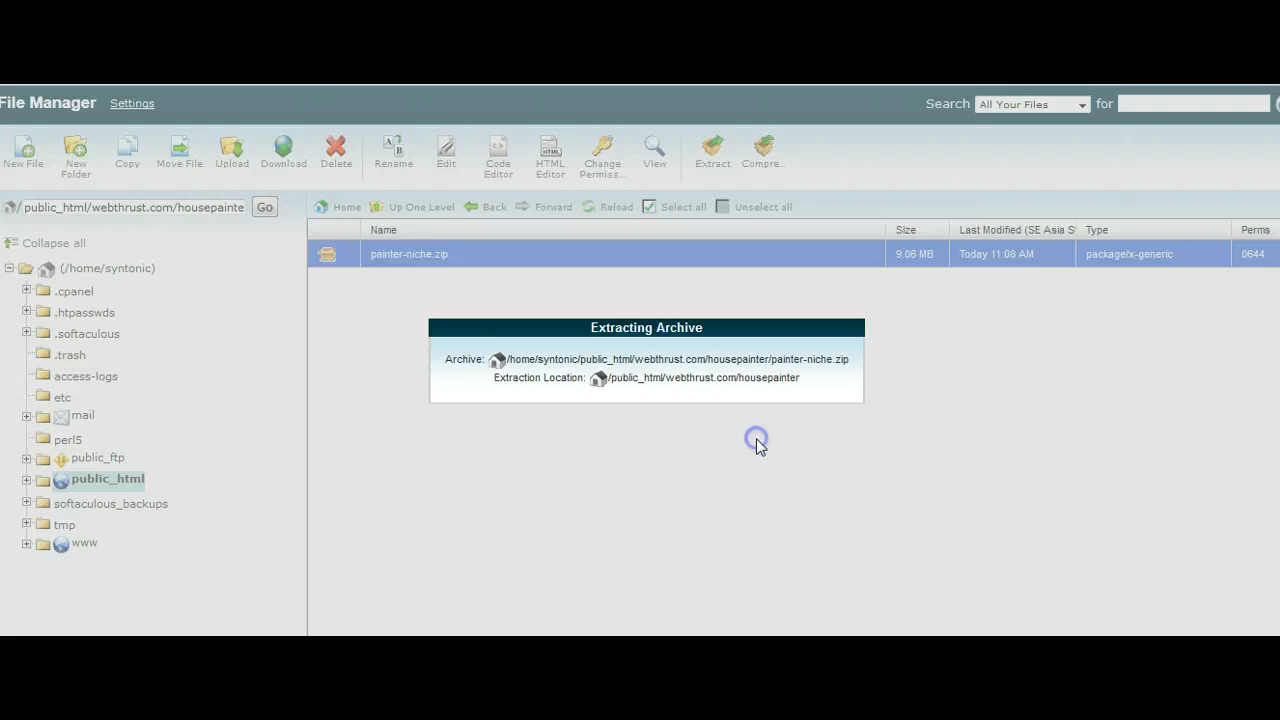 File Manager Settings
Search All Your Files for
New File
New Folder
Copy
Move File
Upload
Download
Delete
Rename
Edit
Code Editor
HTML Editor
Change Permiss...
View
Extract
Compre...
/ public_html/webthrust.com/housepainte Go
Home Up One Level Back Forward Reload Select all Unselect all
Collapse all
Name Size Last Modified (SE Asia S Type Perms
painter-niche.zip 9.06 MB Today 11:08 AM package/x-generic 0644
(/home/syntonic)
.cpanel
.htpasswds
.softaculous
.trash
access-logs
etc
mail
perl5
public_ftp
public_html
softaculous_backups
tmp
www
Extracting Archive
Archive: /home/syntonic/public_html/webthrust.com/housepainter/painter-niche.zip
Extraction Location: /public_html/webthrust.com/housepainter